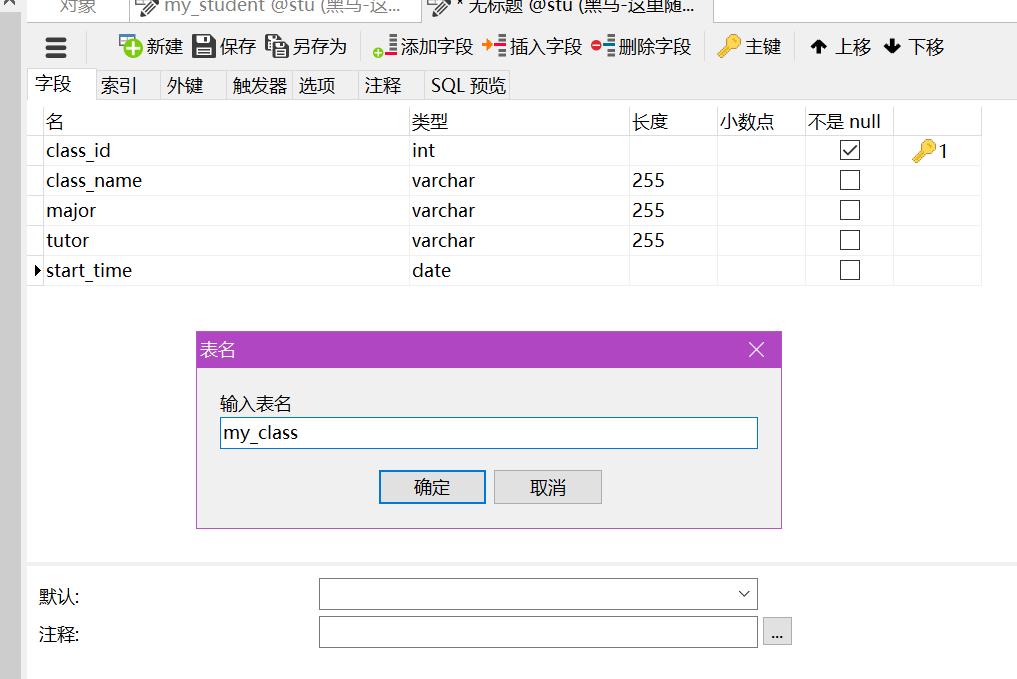 对象 my_student @stu (黑马-这... * 无标题 @stu (黑马-这里随...
新建 保存 另存为 添加字段 插入字段 删除字段 主键 上移 下移
字段 索引 外键 触发器 选项 注释 SQL 预览
名 类型 长度 小数点 不是 null
class_id int 1
class_name varchar 255
major varchar 255
tutor varchar 255
start_time date
表名
输入表名
my_class
确定 取消
默认:
注释: ...